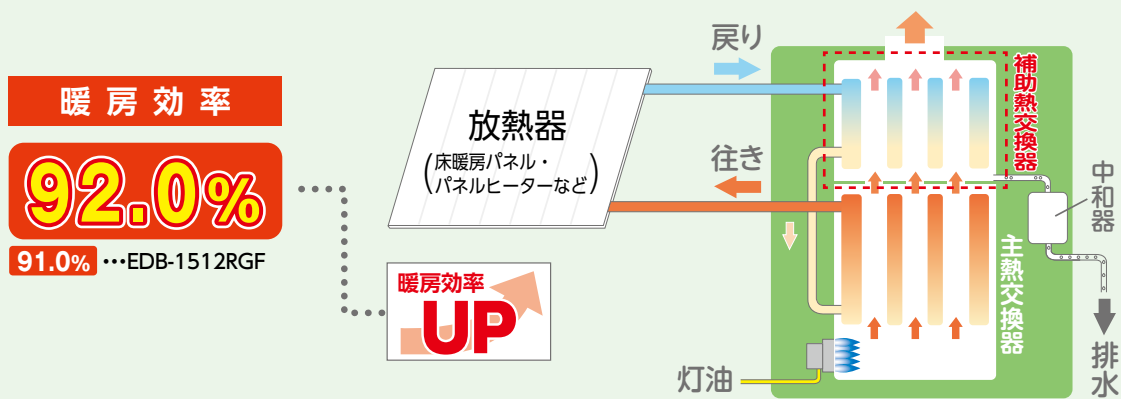 暖房効率
92.0%
91.0% …EDB-1512RGF
暖房効率
UP
放熱器
(床暖房パネル・
パネルヒーターなど)
戻り
往き
補助熱交換器
主熱交換器
中和器
排水
灯油